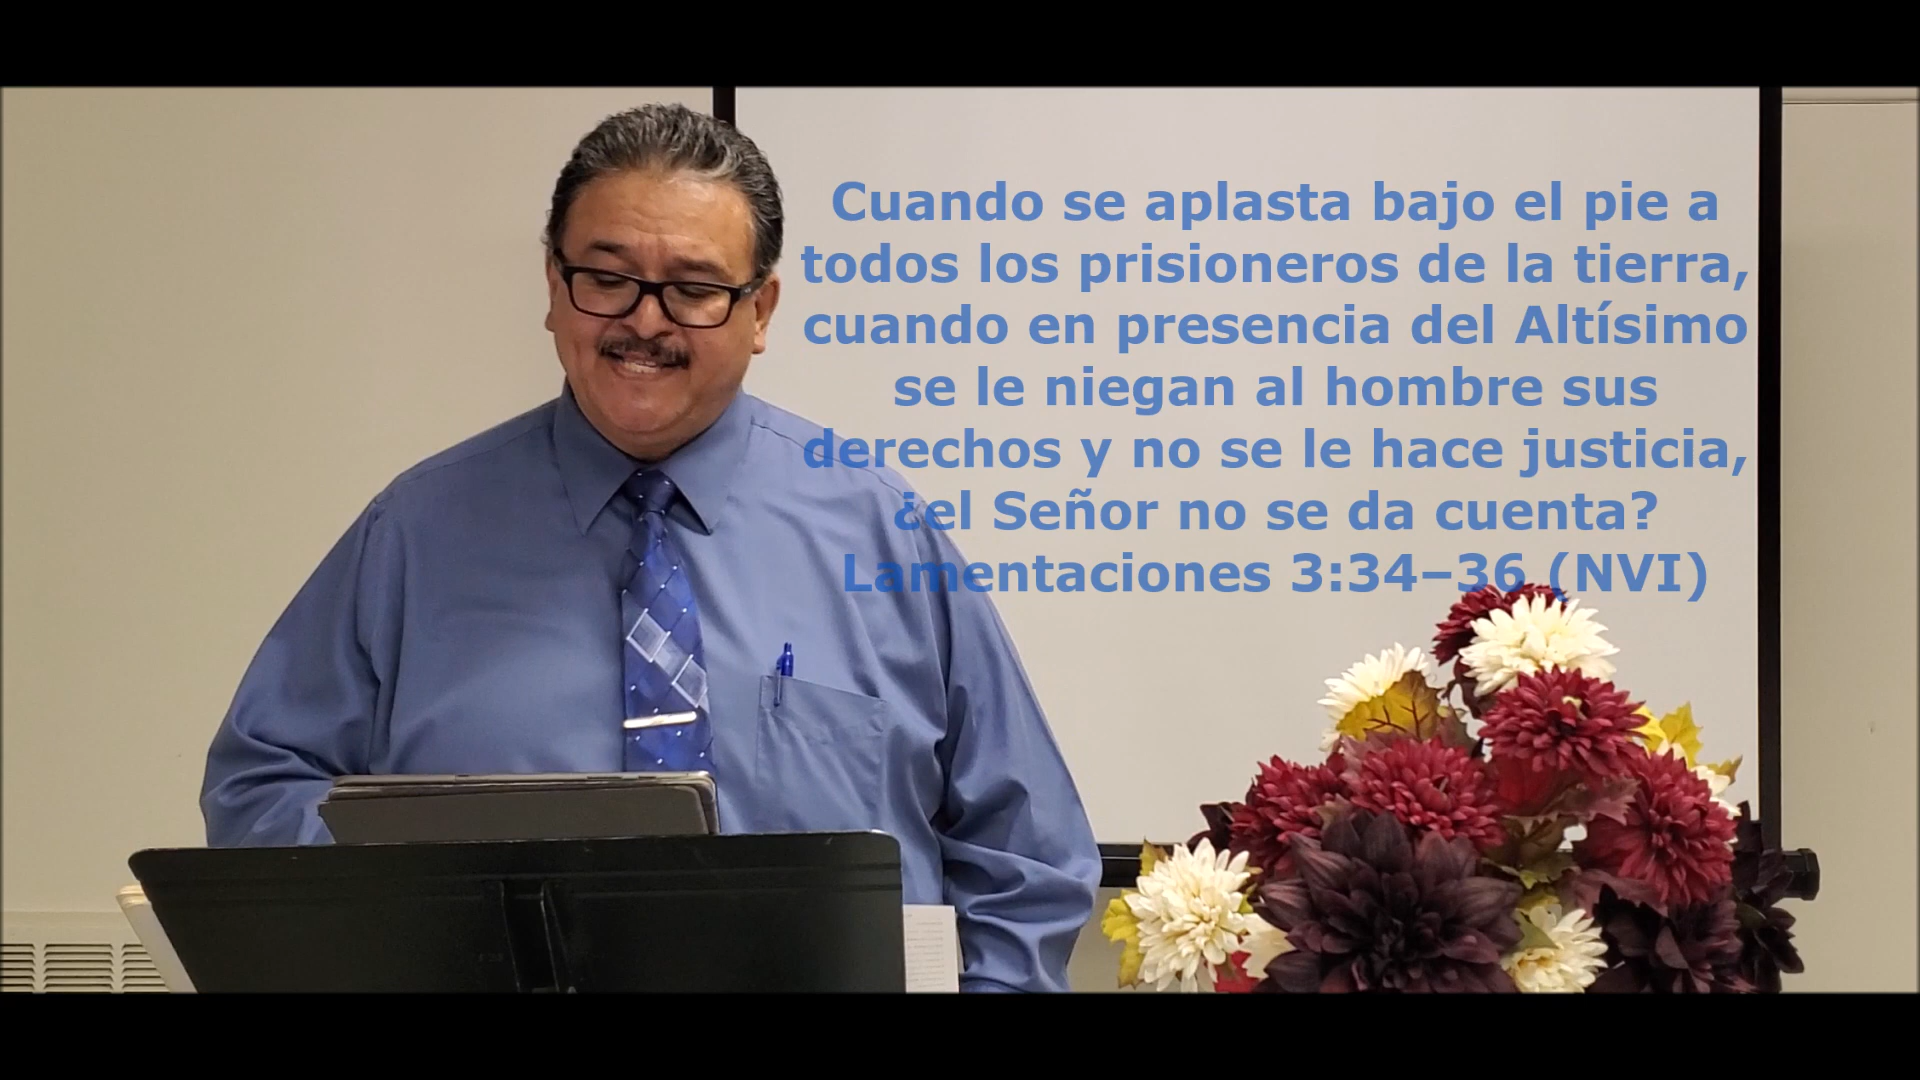 Cuando se aplasta bajo el pie a
todos los prisioneros de la tierra,
cuando en presencia del Altísimo
se le niegan al hombre sus
derechos y no se le hace justicia,
¿el Señor no se da cuenta?
Lamentaciones 3:34–36 (NVI)